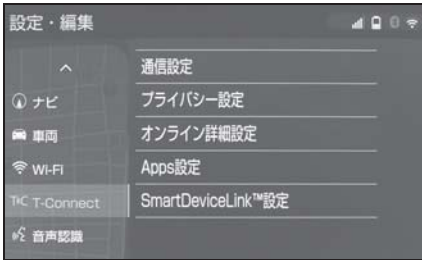 設定・編集
通信設定
ナビ
プライバシー設定
車両
オンライン詳細設定
Wi-Fi
Apps設定
T-Connect
SmartDeviceLink™設定
音声認識